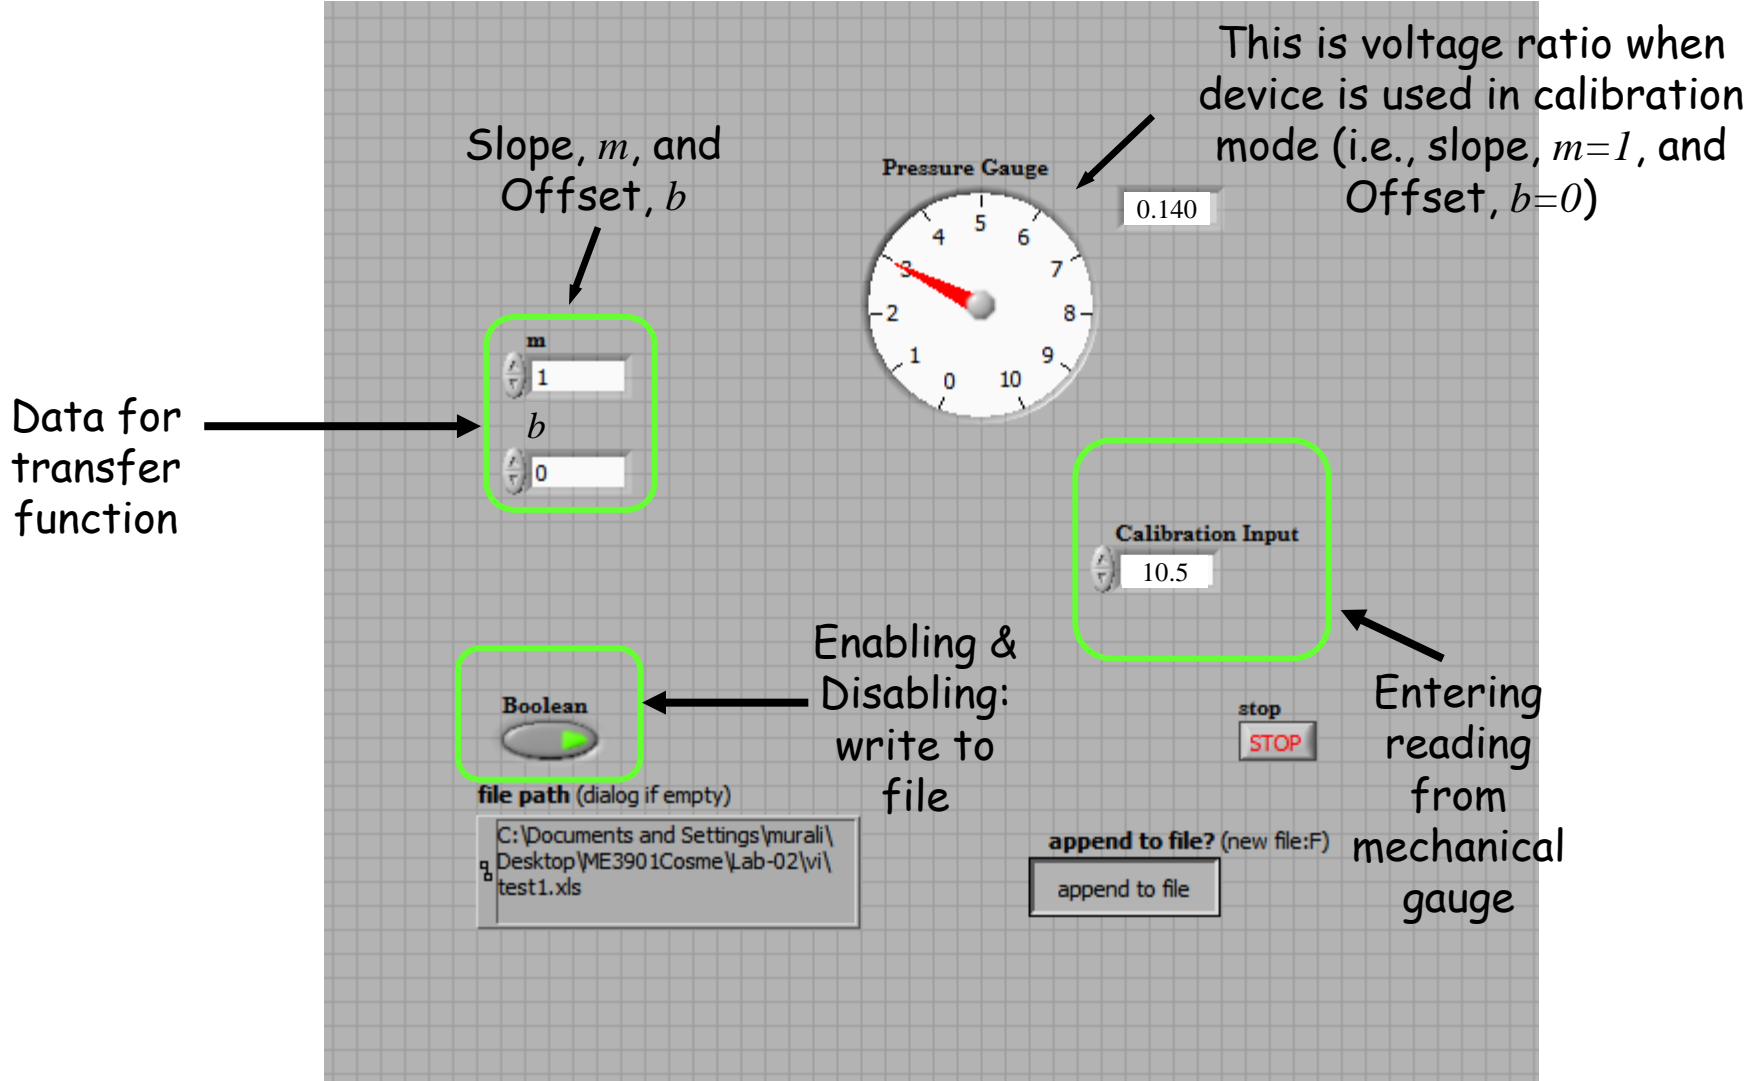 This is voltage ratio when
device is used in calibration
mode (i.e., slope, m=1, and
Offset, b=0)
Slope, m, and
Offset, b
Pressure Gauge
0.140
0
1
2
3
4
5
6
7
8
9
10
m
1
b
0
Data for
transfer
function
Calibration Input
10.5
Enabling &
Disabling:
write to
file
Entering
reading
from
mechanical
gauge
Boolean
stop
STOP
file path (dialog if empty)
C:\Documents and Settings\murali\
Desktop\ME3901Cosme\Lab-02\vi\
test1.xls
append to file? (new file:F)
append to file